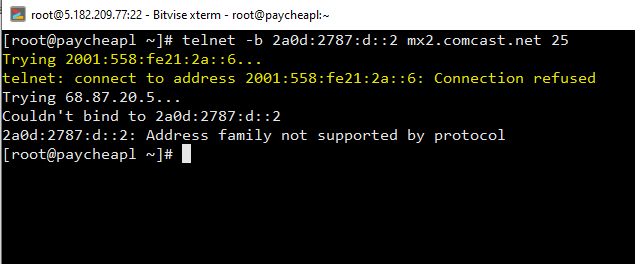 root@5.182.209.77:22 - Bitvise xterm - root@paycheapl:~
[root@paycheapl ~]# telnet -b 2a0d:2787:d::2 mx2.comcast.net 25
Trying 2001:558:fe21:2a::6...
telnet: connect to address 2001:558:fe21:2a::6: Connection refused
Trying 68.87.20.5...
Couldn't bind to 2a0d:2787:d::2
2a0d:2787:d::2: Address family not supported by protocol
[root@paycheapl ~]#